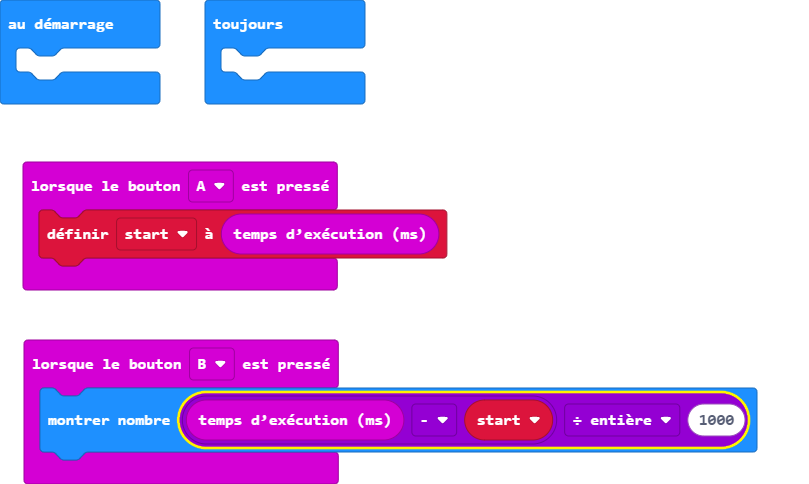 au démarrage
toujours
lorsque le bouton A est pressé
définir start à temps d’exécution (ms)
lorsque le bouton B est pressé
montrer nombre temps d’exécution (ms) - start ÷ entière 1000